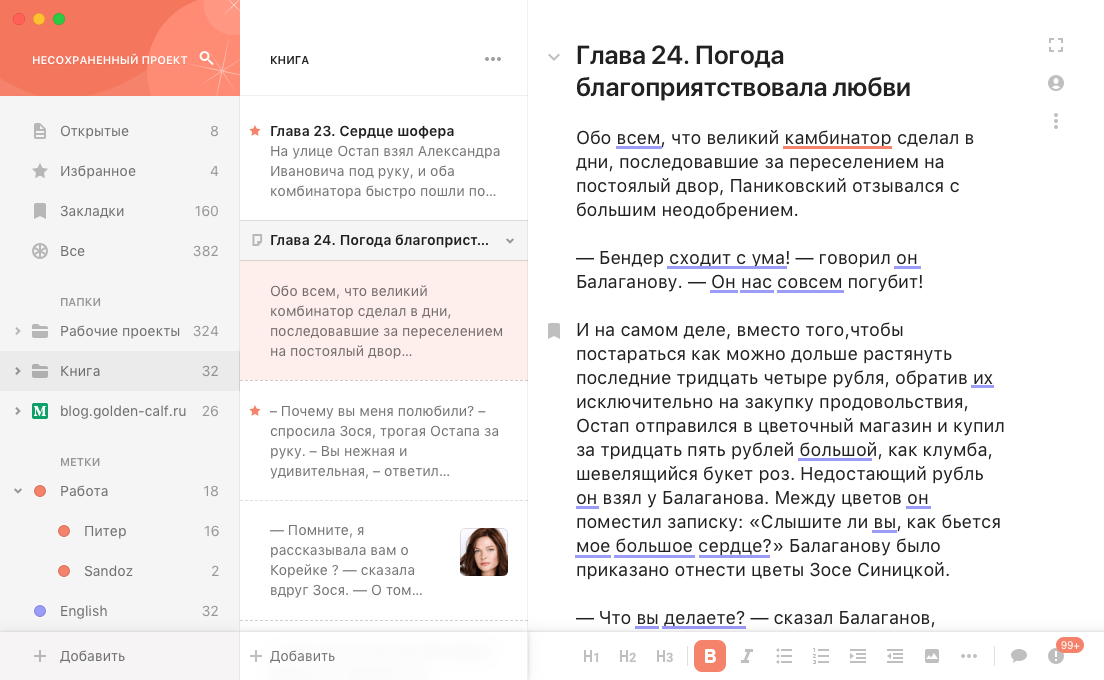 НЕСОХРАНЕННЫЙ ПРОЕКТ
Открытые 8
Избранное 4
Закладки 160
Все 382
ПАПКИ
Рабочие проекты 324
Книга 32
M blog.golden-calf.ru 26
МЕТКИ
Работа 18
Питер 16
Sandoz 2
English 32
Добавить
КНИГА
Глава 23. Сердце шофера
На улице Остап взял Александра
Ивановича под руку, и оба
комбинатора быстро пошли по...
Глава 24. Погода благоприст...
Обо всем, что великий
комбинатор сделал в дни,
последовавшие за переселением
на постоялый двор...
– Почему вы меня полюбили? –
спросила Зося, трогая Остапа за
руку. – Вы нежная и
удивительная, – ответил...
— Помните, я
рассказывала вам о
Корейке ? — сказала
вдруг Зося. — О том...
Добавить
Глава 24. Погода
благоприятствовала любви
Обо всем, что великий камбинатор сделал в
дни, последовавшие за переселением на
постоялый двор, Паниковский отзывался с
большим неодобрением.
— Бендер сходит с ума! — говорил он
Балаганову. — Он нас совсем погубит!
И на самом деле, вместо того,чтобы
постараться как можно дольше растянуть
последние тридцать четыре рубля, обратив их
исключительно на закупку продовольствия,
Остап отправился в цветочный магазин и купил
за тридцать пять рублей большой, как клумба,
шевелящийся букет роз. Недостающий рубль
он взял у Балаганова. Между цветов он
поместил записку: «Слышите ли вы, как бьется
мое большое сердце?» Балаганову было
приказано отнести цветы Зосе Синицкой.
— Что вы делаете? — сказал Балаганов,
H1 H2 H3 B I 99+